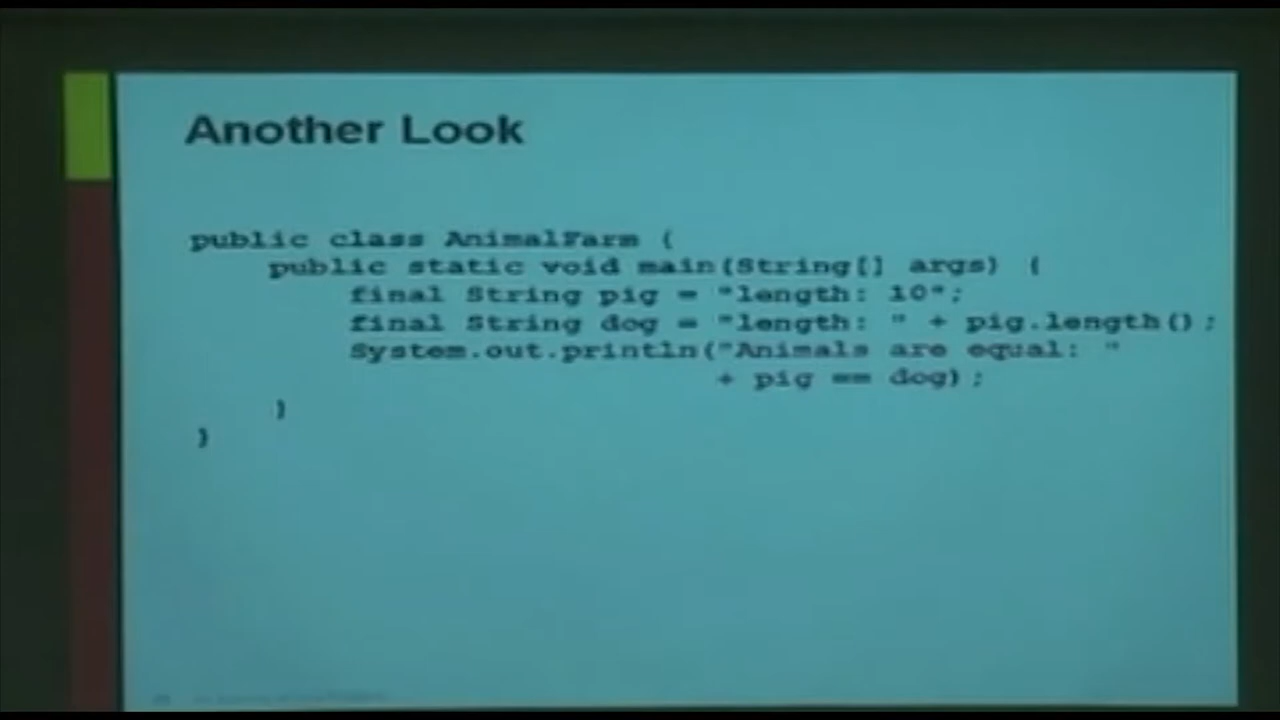 Another Look
public class AnimalFarm {
public static void main(String[] args) {
final String pig = "length: 10";
final String dog = "length: " + pig.length();
System.out.println("Animals are equal: "
+ pig == dog);
}
}